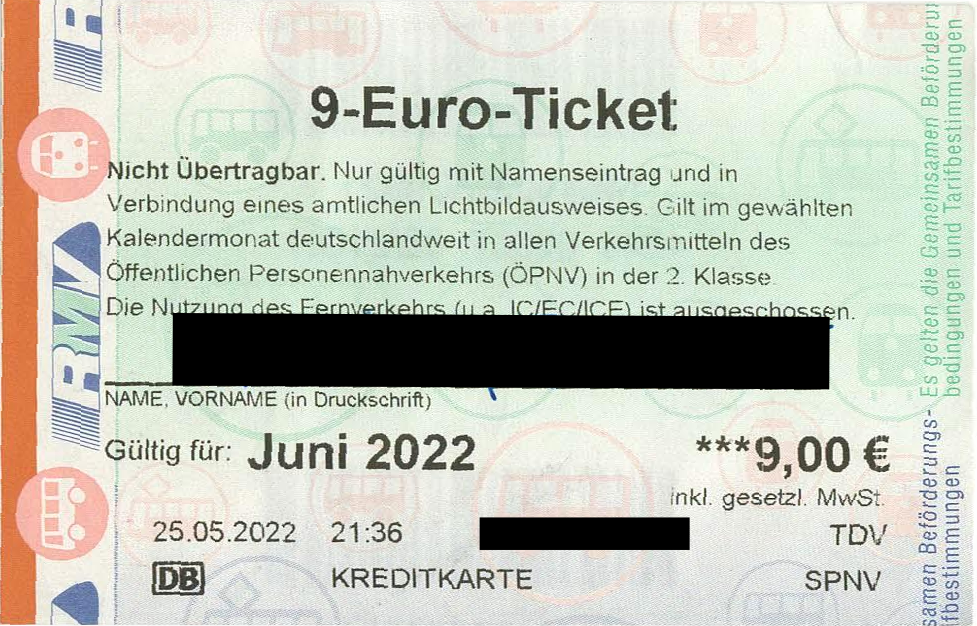 9-Euro-Ticket
Nicht Übertragbar. Nur gültig mit Namenseintrag und in
Verbindung eines amtlichen Lichtbildausweises. Gilt im gewählten
Kalendermonat deutschlandweit in allen Verkehrsmitteln des
Öffentlichen Personennahverkehrs (ÖPNV) in der 2. Klasse.
Die Nutzung des Fernverkehrs (u.a. IC/EC/ICE) ist ausgeschossen.
NAME, VORNAME (in Druckschrift)
Gültig für: Juni 2022 ***9,00 €
inkl. gesetzl. MwSt.
25.05.2022 21:36 TDV
DB KREDITKARTE SPNV
RMV
Es gelten die Gemeinsamen Beförderun
bedingungen und Tarifbestimmungen
samen Beförderungs-
fbestimmungen